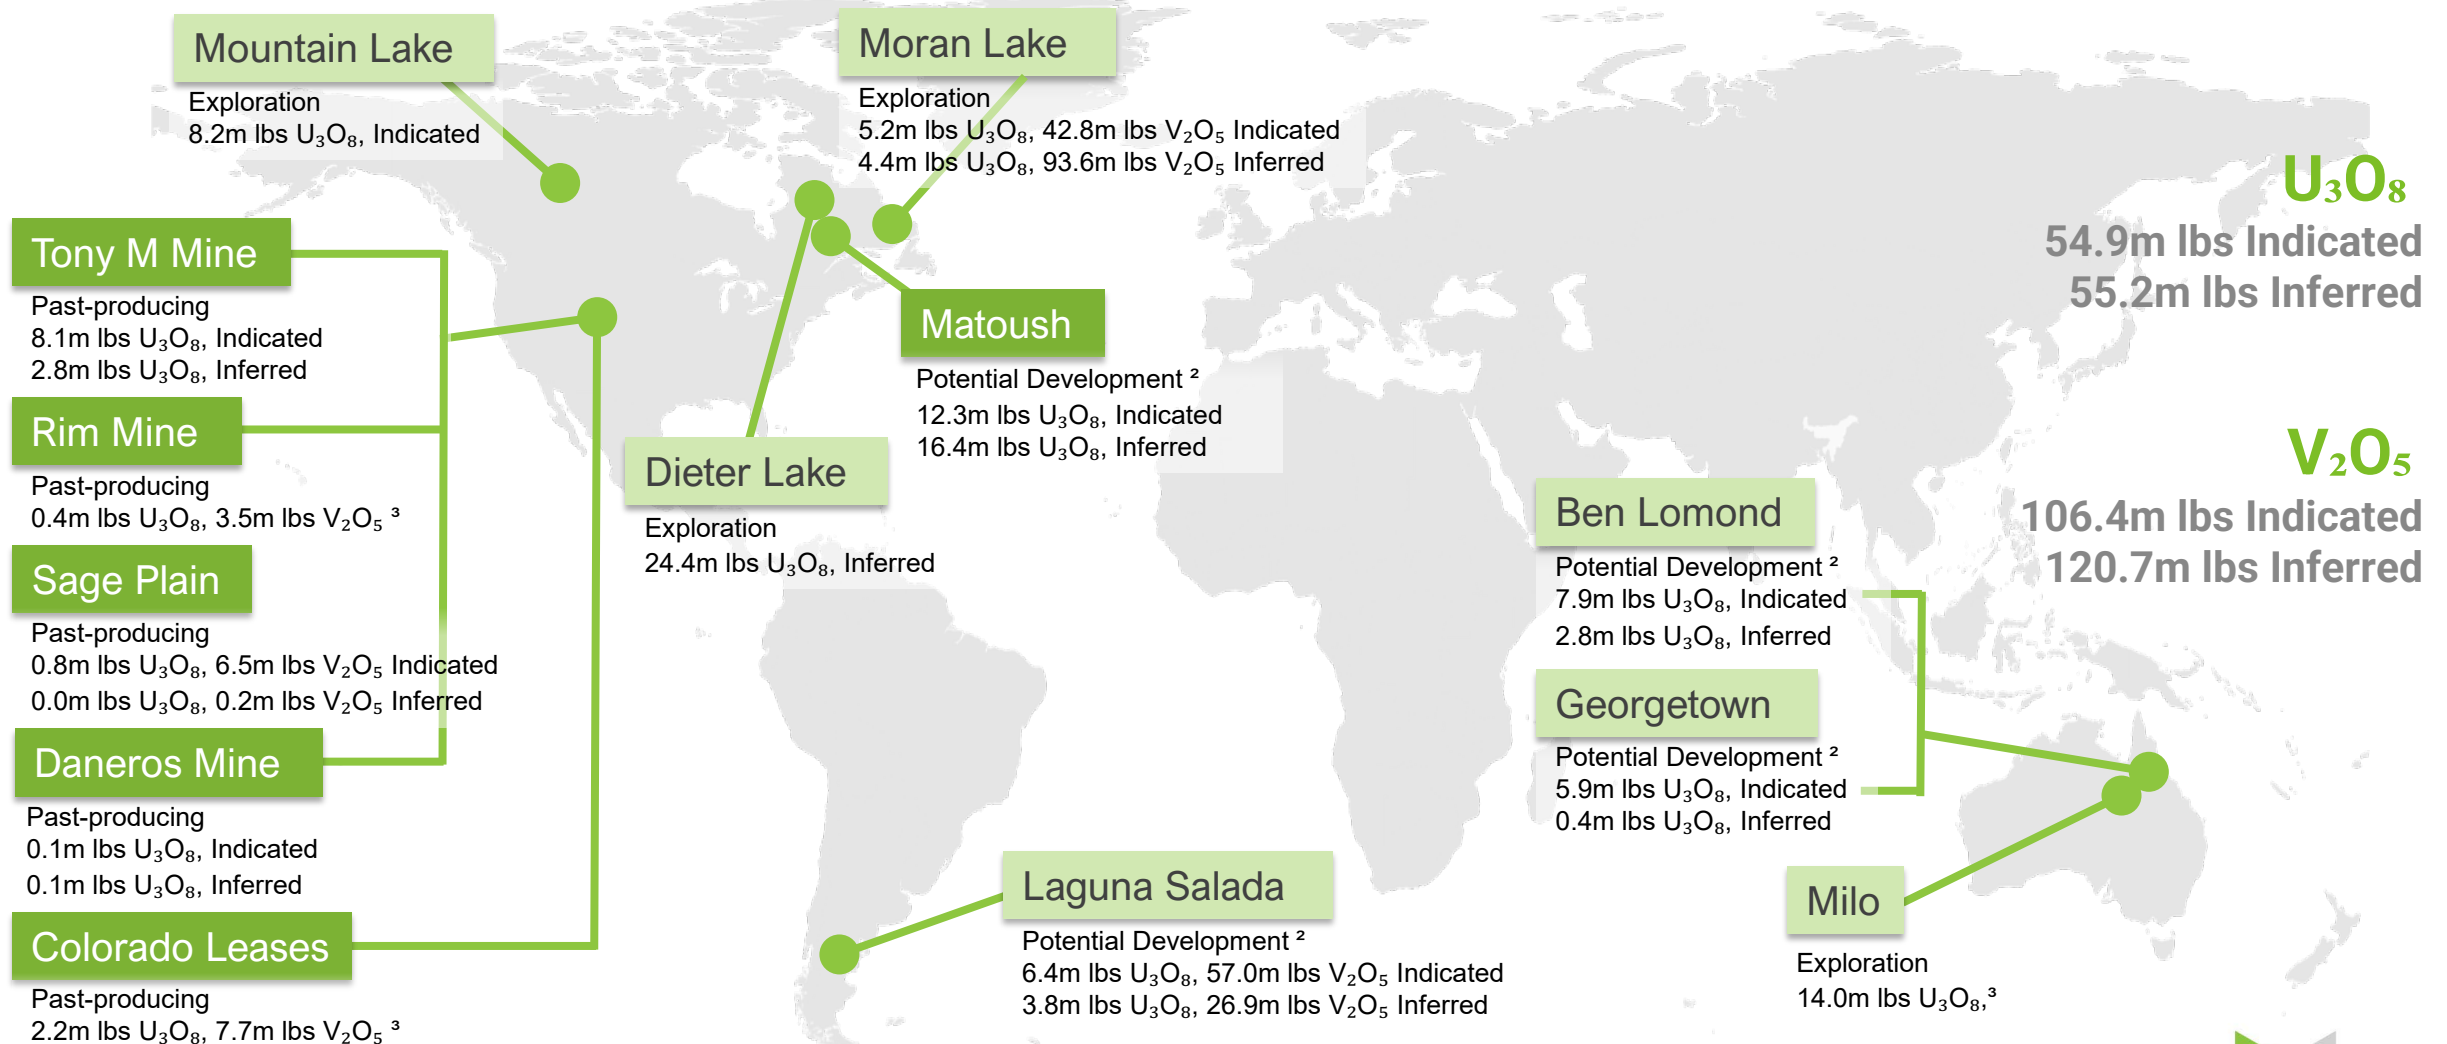 Mountain Lake
Exploration
8.2m lbs U₃O₈, Indicated
Moran Lake
Exploration
5.2m lbs U₃O₈, 42.8m lbs V₂O₅ Indicated
4.4m lbs U₃O₈, 93.6m lbs V₂O₅ Inferred
U₃O₈
54.9m lbs Indicated
55.2m lbs Inferred
Tony M Mine
Past-producing
8.1m lbs U₃O₈, Indicated
2.8m lbs U₃O₈, Inferred
Matoush
Potential Development ²
12.3m lbs U₃O₈, Indicated
16.4m lbs U₃O₈, Inferred
Rim Mine
Past-producing
0.4m lbs U₃O₈, 3.5m lbs V₂O₅ ³
Dieter Lake
Exploration
24.4m lbs U₃O₈, Inferred
V₂O₅
106.4m lbs Indicated
120.7m lbs Inferred
Ben Lomond
Potential Development ²
7.9m lbs U₃O₈, Indicated
2.8m lbs U₃O₈, Inferred
Sage Plain
Past-producing
0.8m lbs U₃O₈, 6.5m lbs V₂O₅ Indicated
0.0m lbs U₃O₈, 0.2m lbs V₂O₅ Inferred
Georgetown
Potential Development ²
5.9m lbs U₃O₈, Indicated
0.4m lbs U₃O₈, Inferred
Daneros Mine
Past-producing
0.1m lbs U₃O₈, Indicated
0.1m lbs U₃O₈, Inferred
Laguna Salada
Potential Development ²
6.4m lbs U₃O₈, 57.0m lbs V₂O₅ Indicated
3.8m lbs U₃O₈, 26.9m lbs V₂O₅ Inferred
Milo
Exploration
14.0m lbs U₃O₈,³
Colorado Leases
Past-producing
2.2m lbs U₃O₈, 7.7m lbs V₂O₅ ³